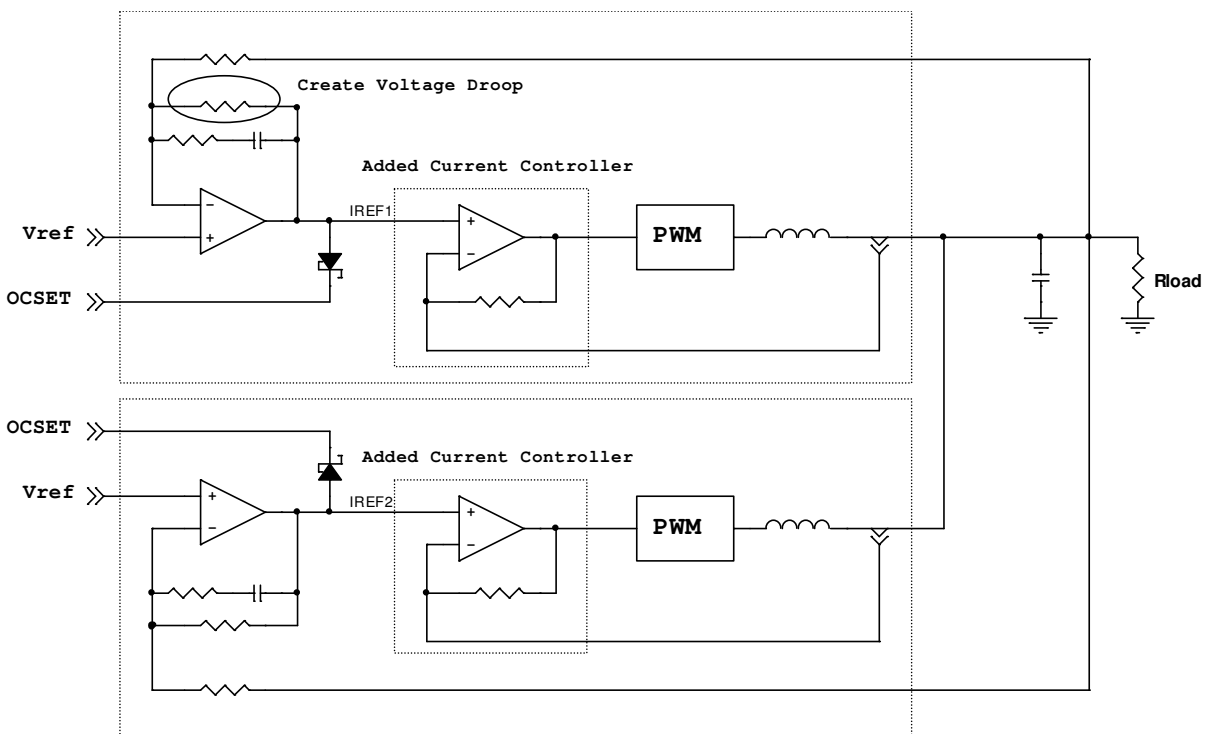 Create Voltage Droop
Added Current Controller
IREF1
Vref
-
+
+
-
PWM
OCSET
Rload
OCSET
Added Current Controller
Vref
+
-
IREF2
+
-
PWM